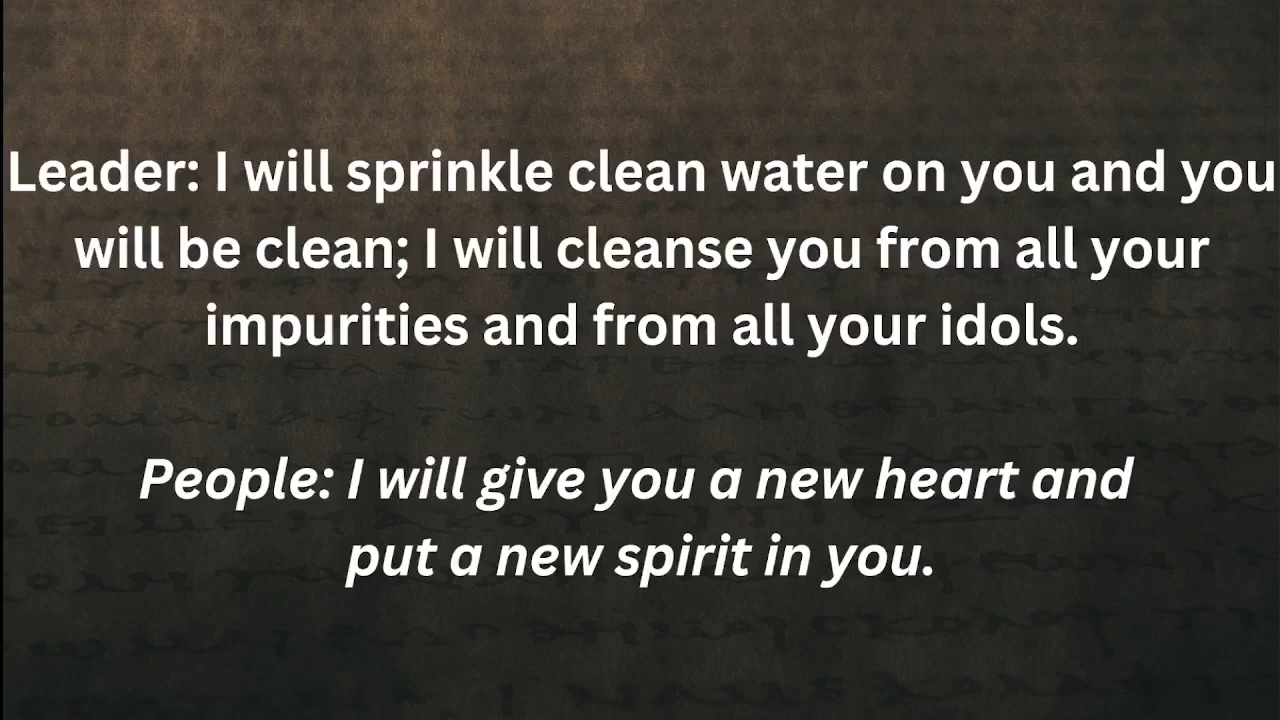 Leader: I will sprinkle clean water on you and you
will be clean; I will cleanse you from all your
impurities and from all your idols.
People: I will give you a new heart and
put a new spirit in you.